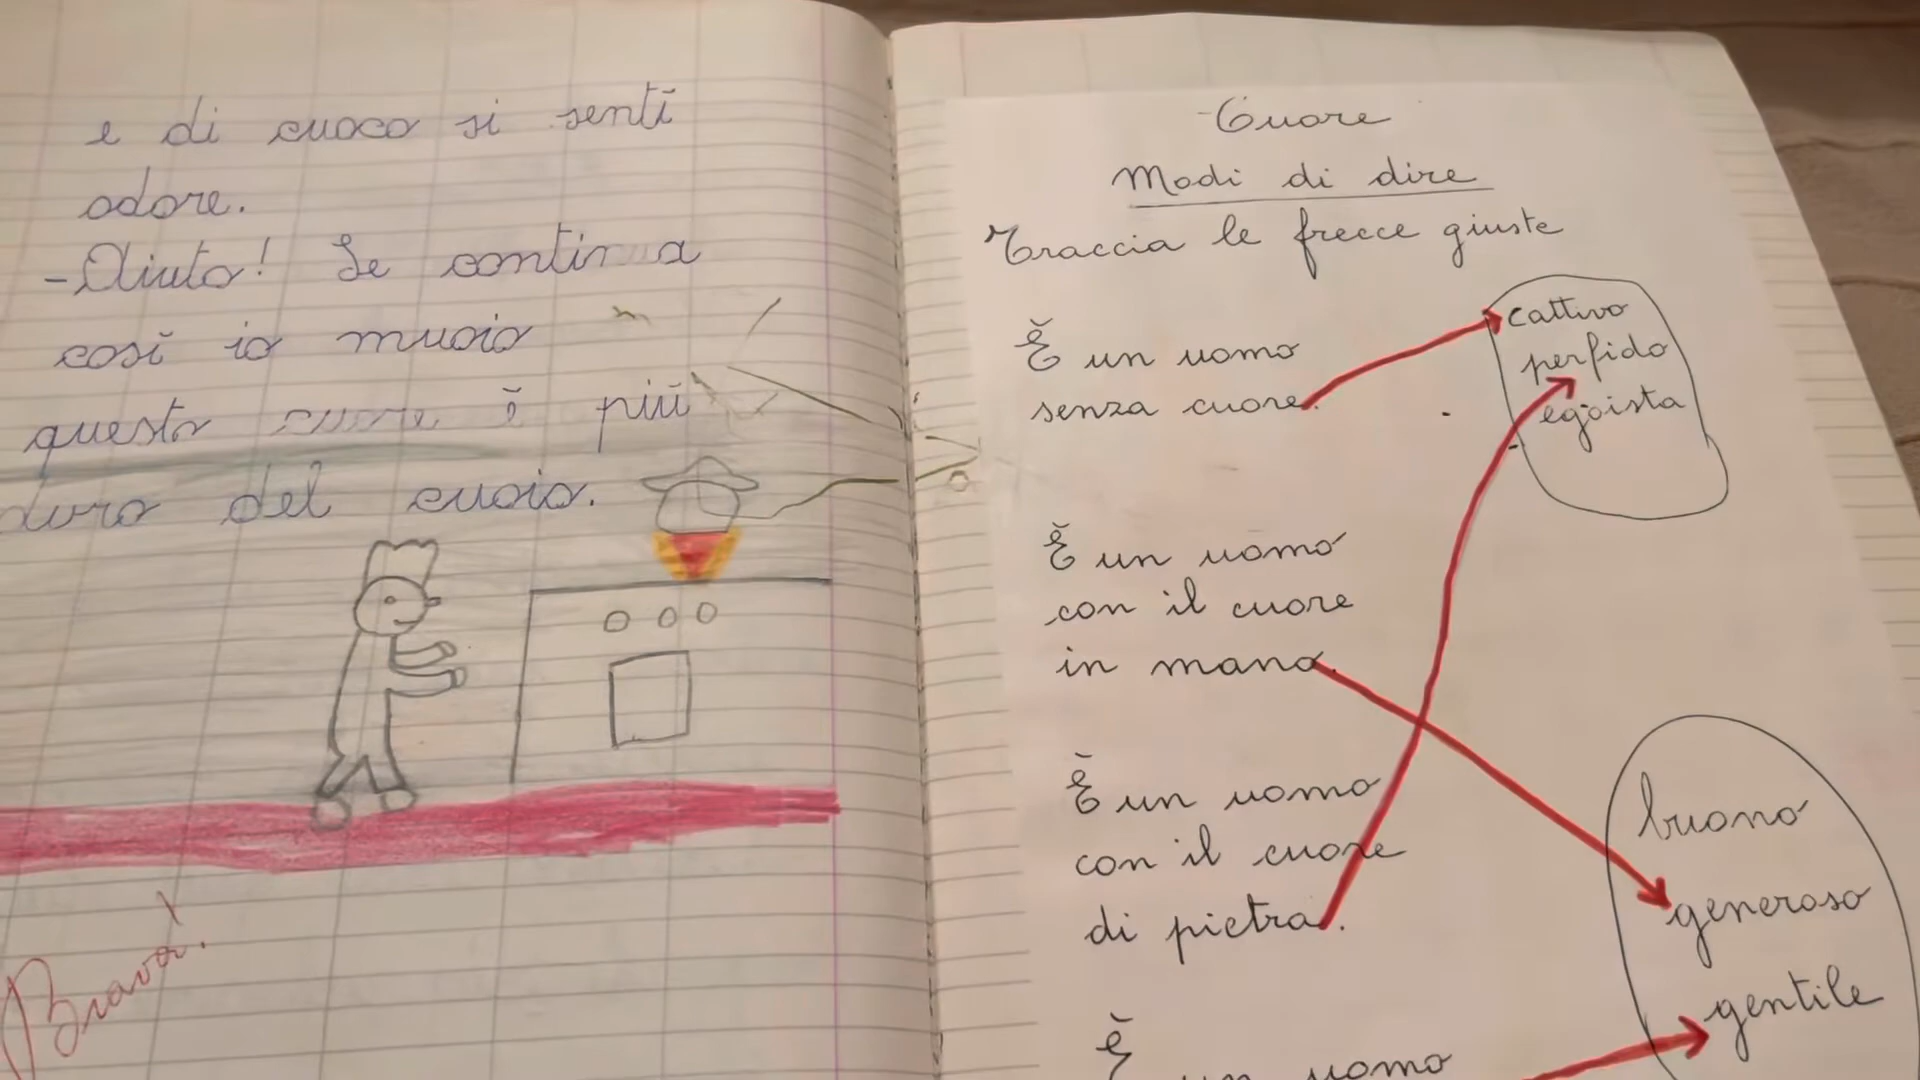 e di cuoco si sentì
odore.
-Aiuto! Se continua
così io muoio
questo cuore è più
duro del cuoio.
Brava!
Cuore
Modi di dire
Traccia le frecce giuste
È un uomo
senza cuore.
cattivo
perfido
egoista
È un uomo
con il cuore
in mano.
È un uomo
con il cuore
di pietra.
buono
generoso
gentile
È
un uomo